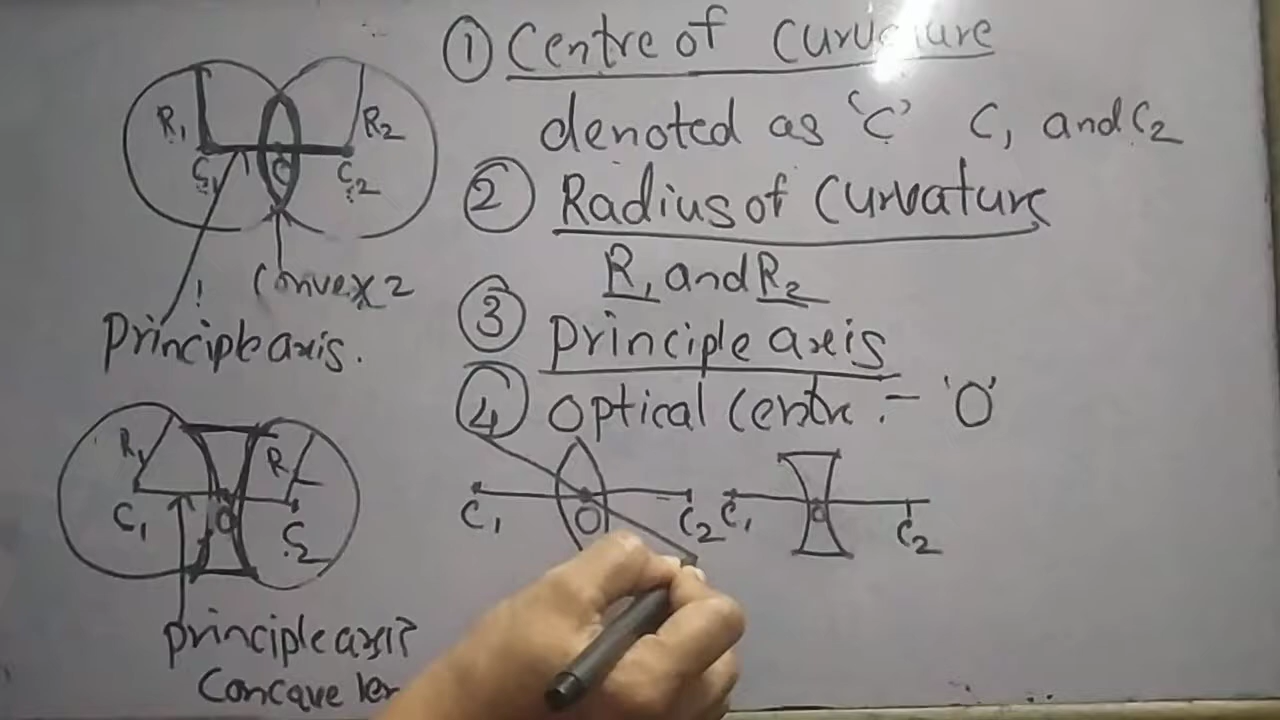 ① Centre of Curvature
denoted as 'C' C₁ and C₂
② Radius of Curvature
R₁ and R₂
③ Principle axis
④ Optical Centre :- 'O'
C₁ O C₂
C₁ O C₂
R₁ R₂
C₁ O C₂
Convex
Principle axis.
R₁ R
C₁ O C₂
Principle axis
Concave len